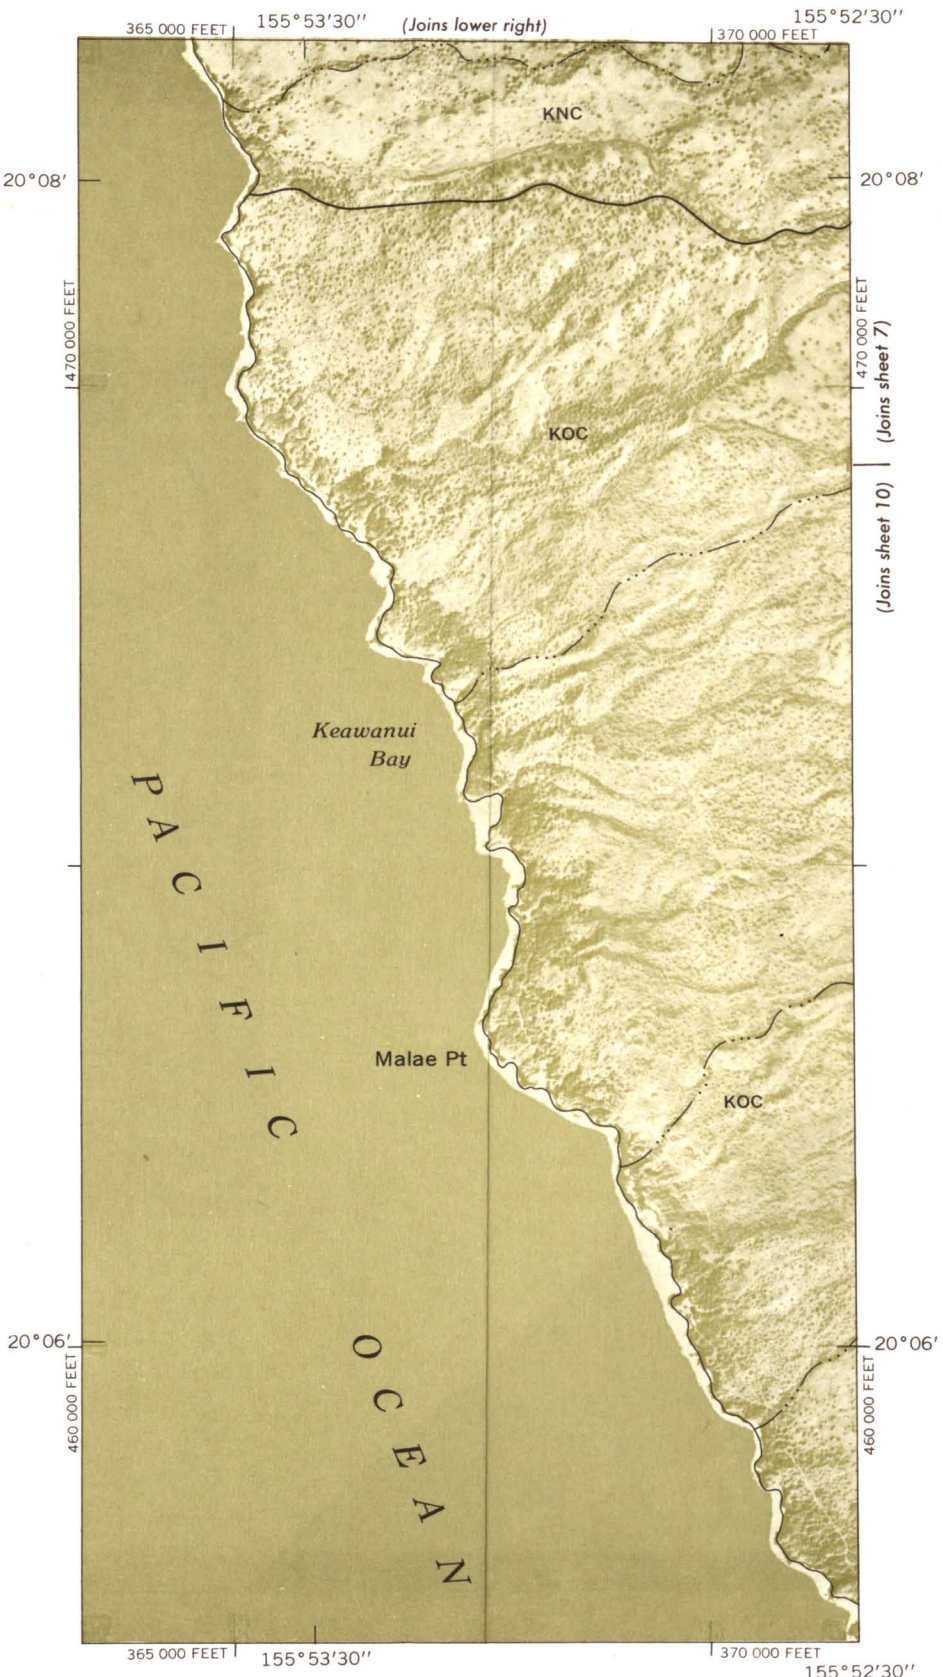 155°53'30''
(Joins lower right)
155°52'30''
365 000 FEET
370 000 FEET
KNC
20°08'
20°08'
470 000 FEET
470 000 FEET
(Joins sheet 7)
KOC
(Joins sheet 10)
Keawanui
Bay
PACIFIC
Malae Pt
KOC
20°06'
20°06'
460 000 FEET
460 000 FEET
OCEAN
365 000 FEET
155°53'30''
370 000 FEET
155°52'30''